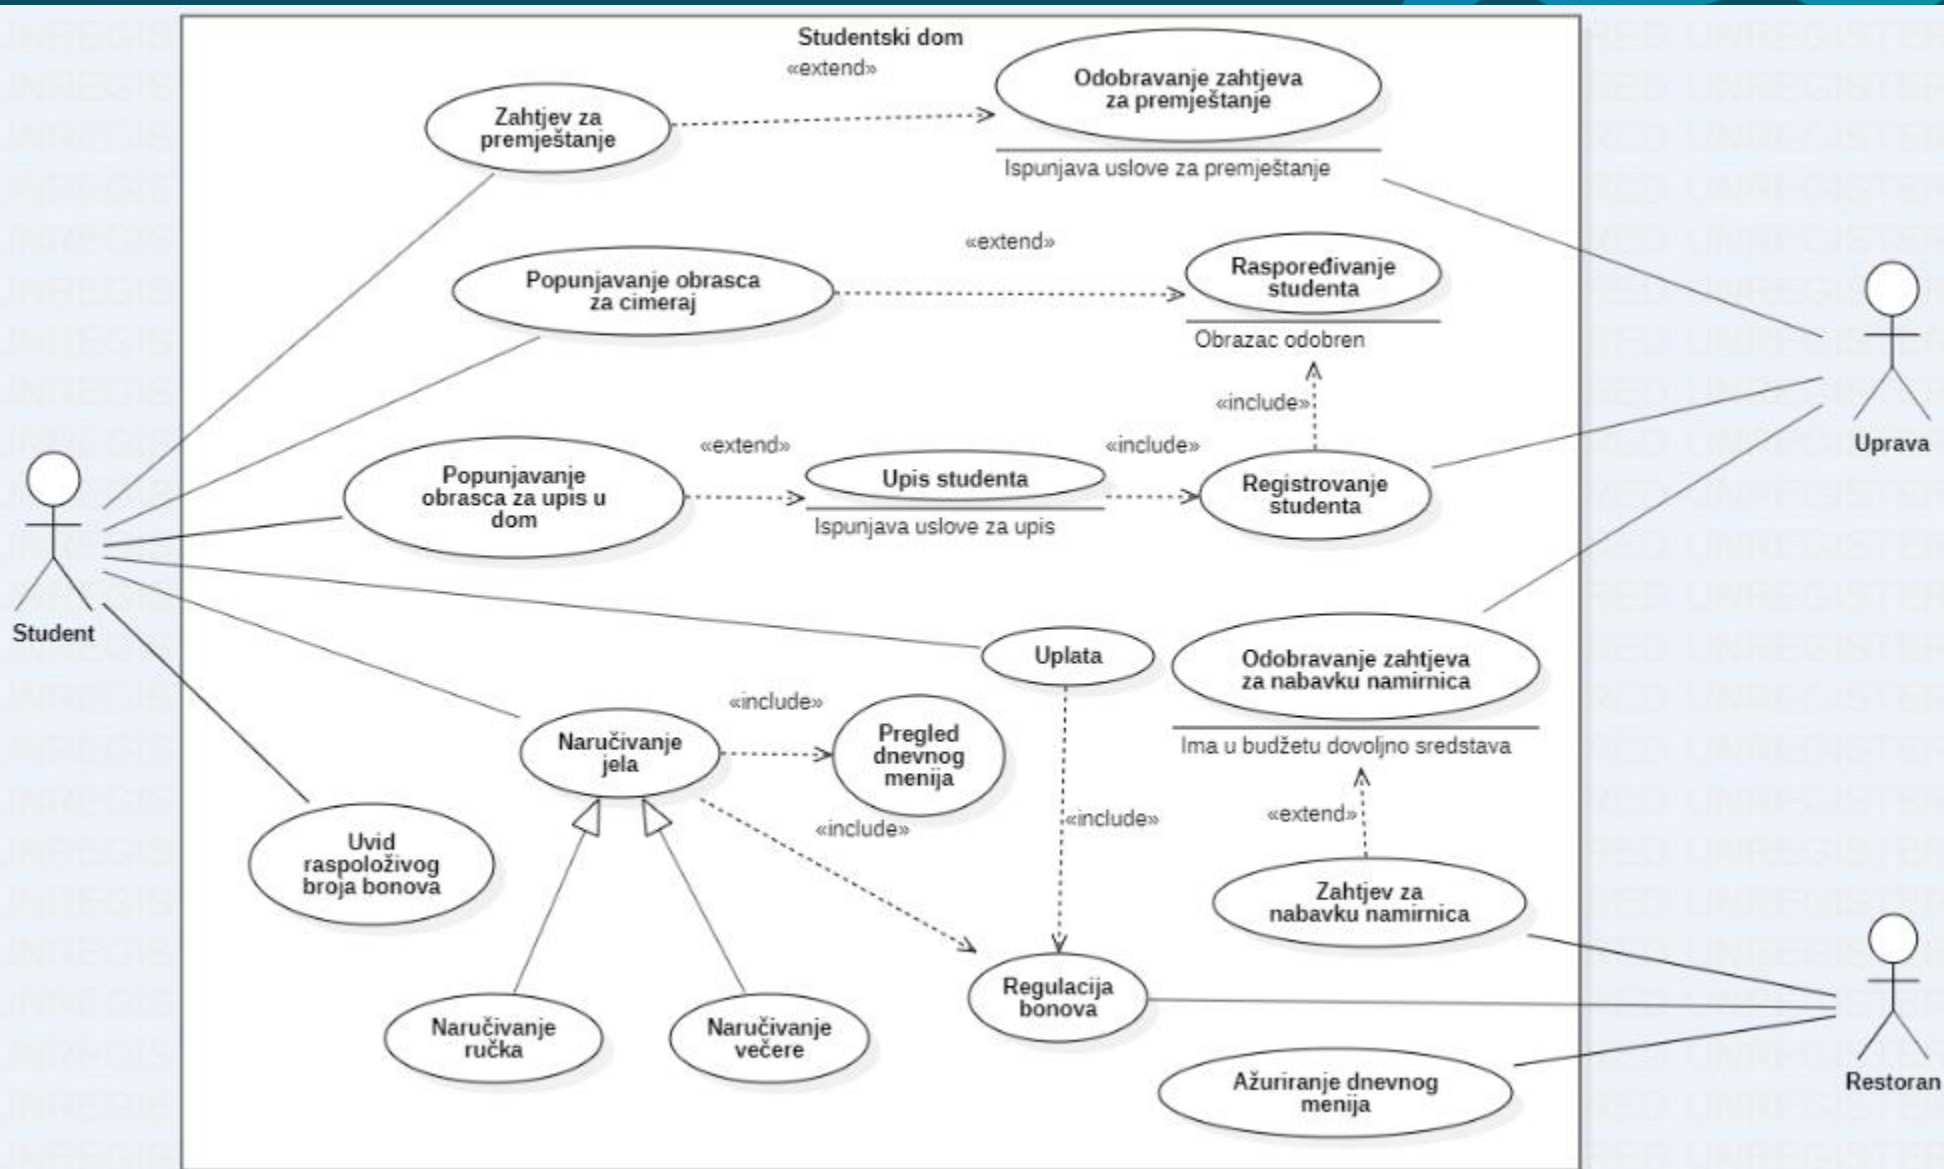 Studentski dom
«extend»
Odobravanje zahtjeva
za premještanje
Ispunjava uslove za premještanje
Zahtjev za
premještanje
«extend»
Popunjavanje obrasca
za cimeraj
Raspoređivanje
studenta
Obrazac odobren
«include»
«extend»
«include»
Popunjavanje
obrasca za upis u
dom
Upis studenta
Ispunjava uslove za upis
Registrovanje
studenta
Uprava
Student
Uplata
Odobravanje zahtjeva
za nabavku namirnica
Ima u budžetu dovoljno sredstava
«include»
Naručivanje
jela
Pregled
dnevnog
menija
«include»
«include»
«extend»
Uvid
raspoloživog
broja bonova
Zahtjev za
nabavku namirnica
Regulacija
bonova
Naručivanje
ručka
Naručivanje
večere
Ažuriranje dnevnog
menija
Restoran
UNREGISTERED